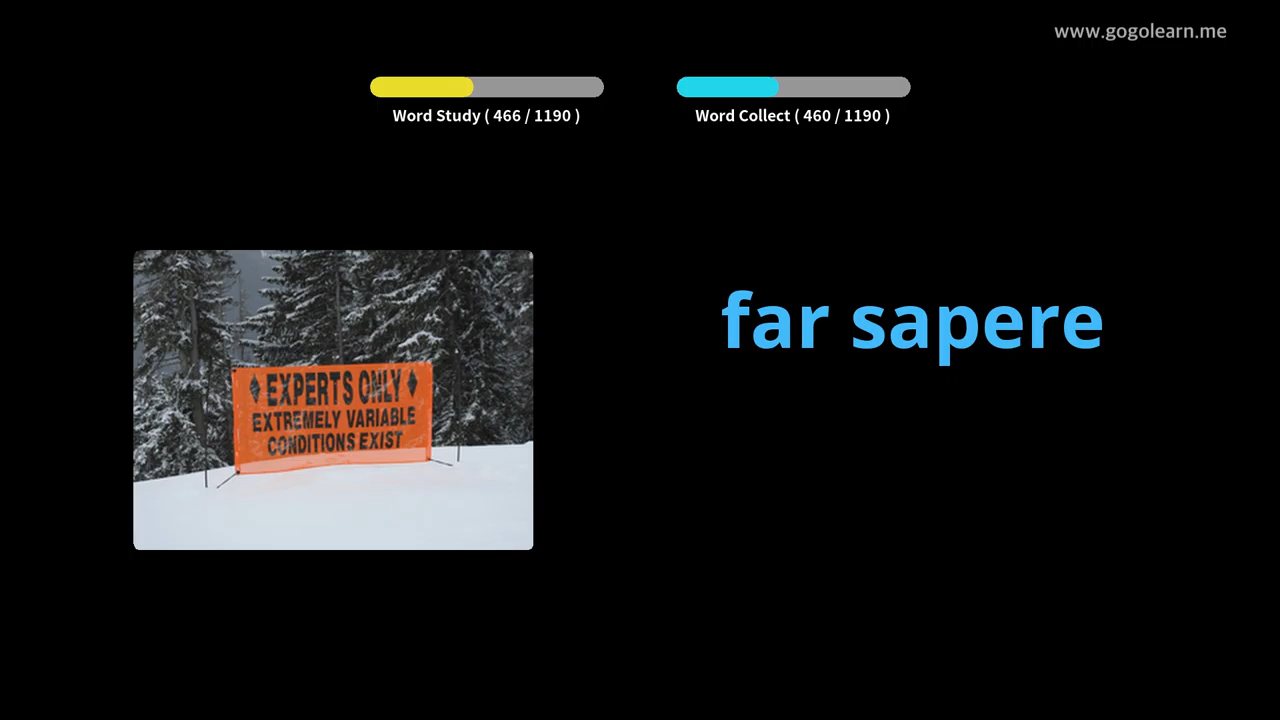 www.gogolearn.me
Word Study ( 466 / 1190 )
Word Collect ( 460 / 1190 )
EXPERTS ONLY
EXTREMELY VARIABLE
CONDITIONS EXIST
far sapere